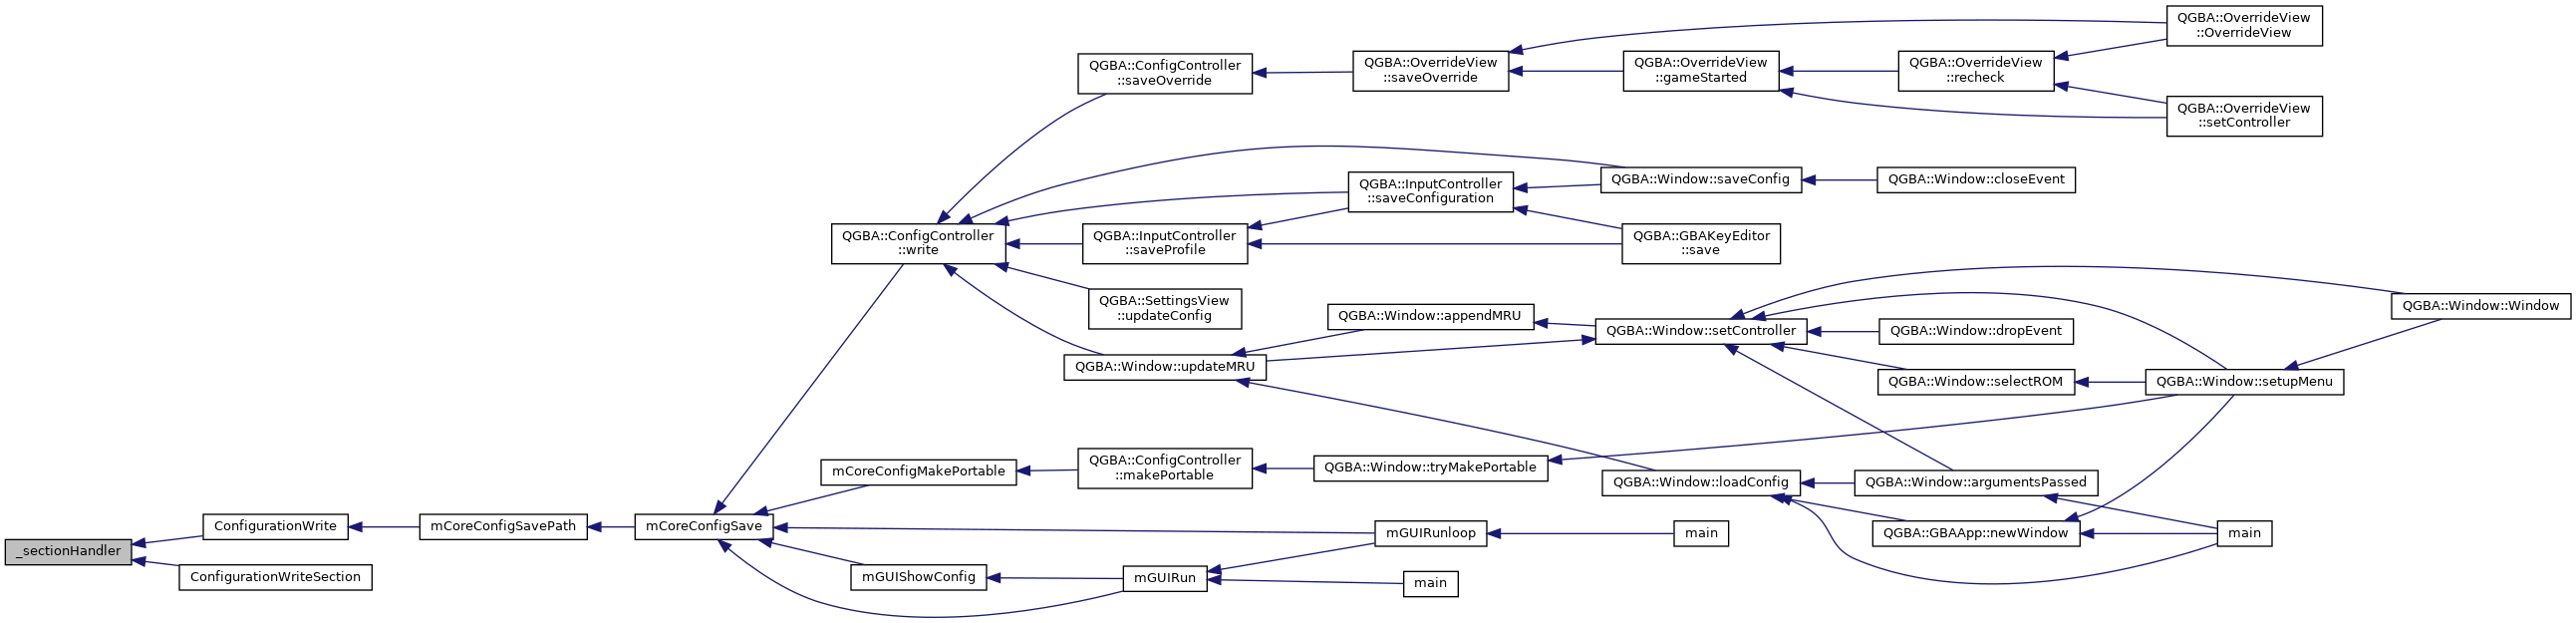 _sectionHandler
ConfigurationWrite
ConfigurationWriteSection
mCoreConfigSavePath
mCoreConfigSave
QGBA::ConfigController
::write
QGBA::ConfigController
::saveOverride
QGBA::OverrideView
::saveOverride
QGBA::OverrideView
::gameStarted
QGBA::OverrideView
::recheck
QGBA::OverrideView
::OverrideView
QGBA::OverrideView
::setController
QGBA::InputController
::saveConfiguration
QGBA::Window::saveConfig
QGBA::Window::closeEvent
QGBA::InputController
::saveProfile
QGBA::GBAKeyEditor
::save
QGBA::SettingsView
::updateConfig
QGBA::Window::updateMRU
QGBA::Window::appendMRU
QGBA::Window::setController
QGBA::Window::dropEvent
QGBA::Window::selectROM
QGBA::Window::setupMenu
QGBA::Window::Window
QGBA::Window::loadConfig
QGBA::Window::argumentsPassed
QGBA::GBAApp::newWindow
main
mCoreConfigMakePortable
QGBA::ConfigController
::makePortable
QGBA::Window::tryMakePortable
mGUIRunloop
main
mGUIShowConfig
mGUIRun
main